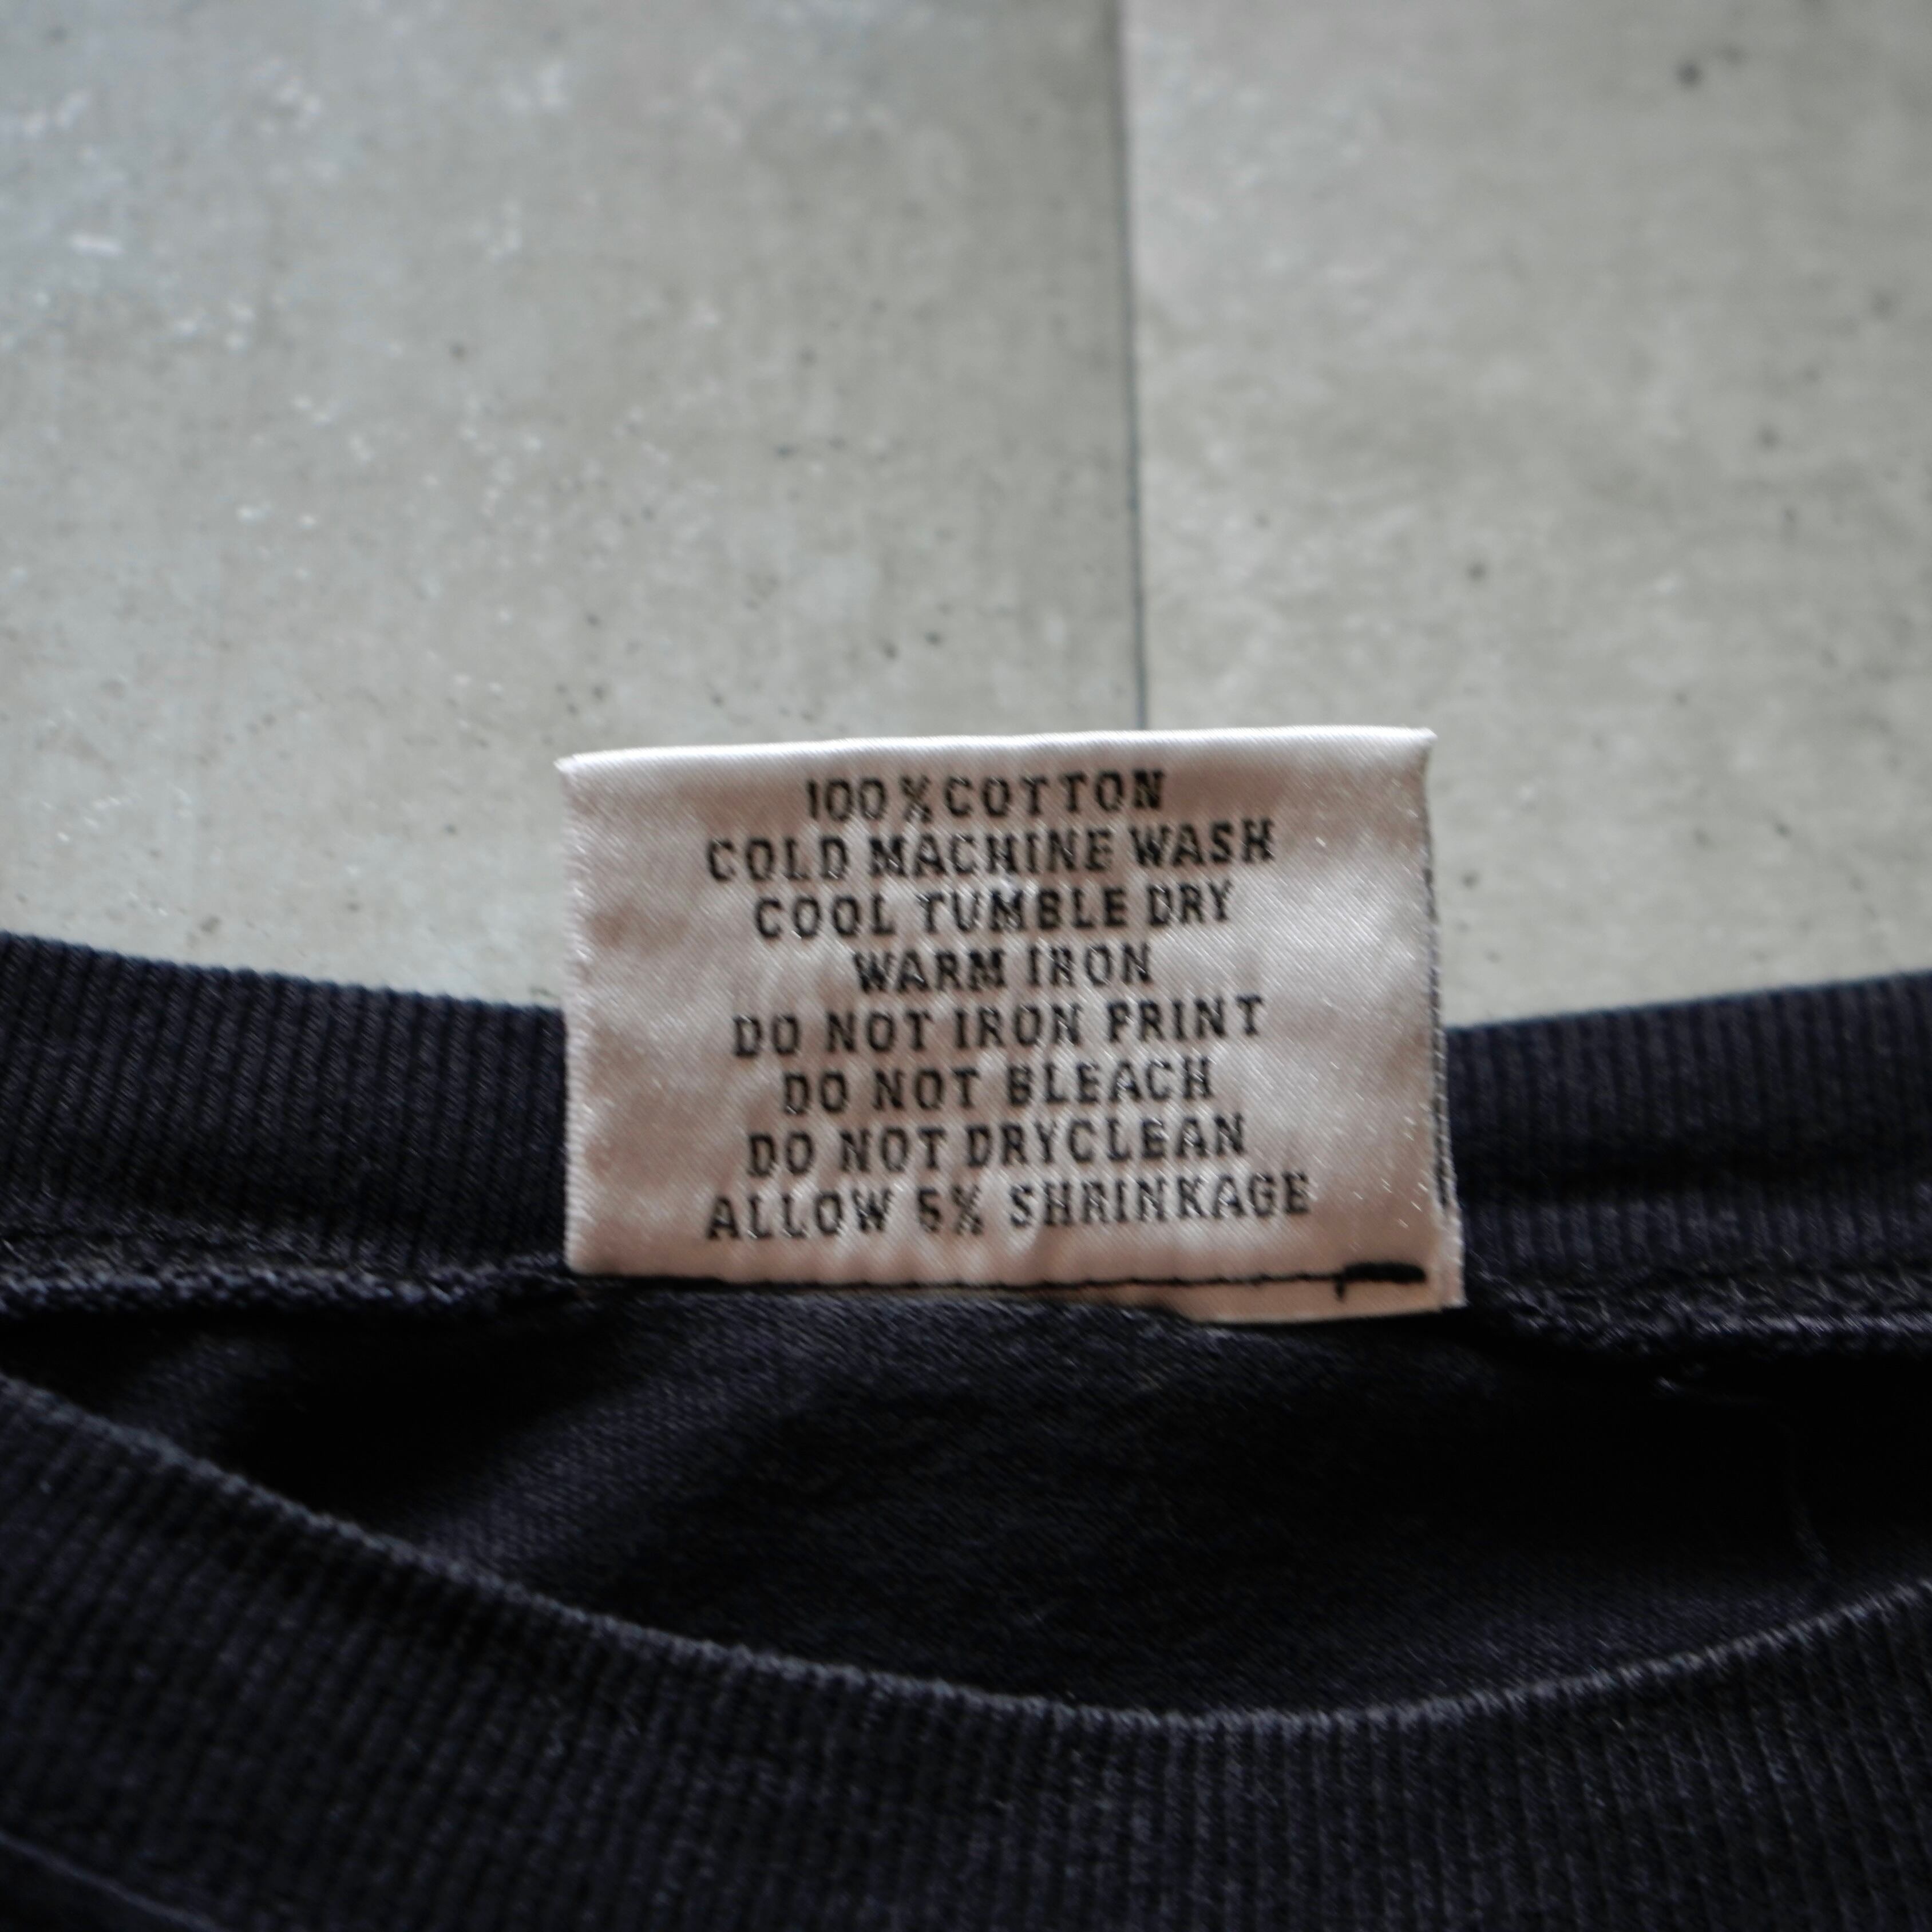 100%COTTON
COLD MACHINE WASH
COOL TUMBLE DRY
WARM IRON
DO NOT IRON PRINT
DO NOT BLEACH
DO NOT DRYCLEAN
ALLOW 5% SHRINKAGE